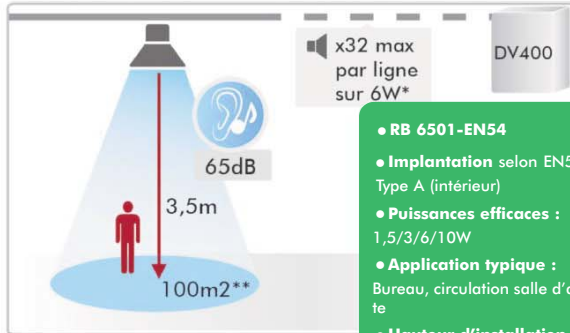 x32 max
par ligne
sur 6W*
DV400
65dB
3,5m
100m2**
• RB 6501-EN54
• Implantation selon
Type A (intérieur)
• Puissances efficaces :
1,5/3/6/10W
• Application typique :
Bureau, circulation salle
te